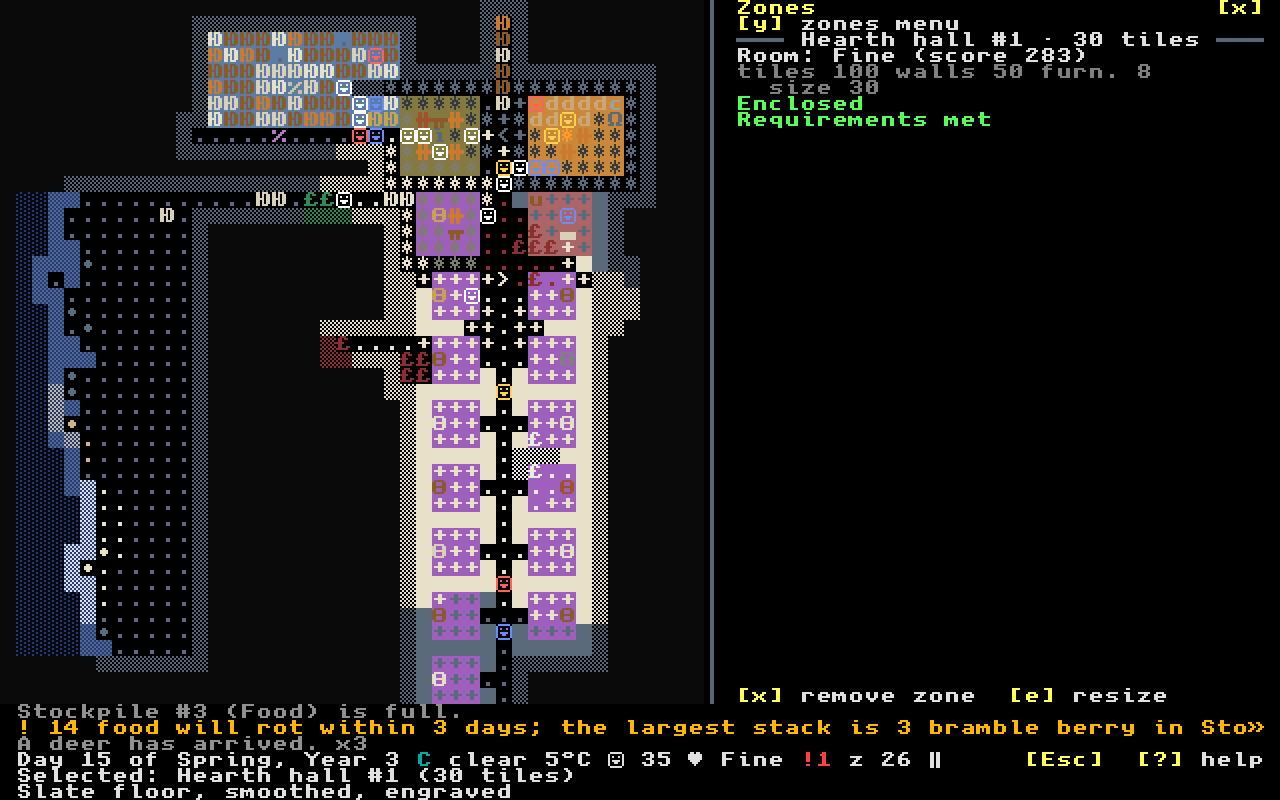 Zones [x]
[y] zones menu
Hearth hall #1 · 30 tiles
Room: Fine (score 283)
tiles 100 walls 50 furn. 8
size 30
Enclosed
Requirements met
[x] remove zone [e] resize
Stockpile #3 (Food) is full.
! 14 food will rot within 3 days; the largest stack is 3 bramble berry in Sto»
A deer has arrived. x3
Day 15 of Spring, Year 3 C clear 5°C ☺ 35 ♥ Fine !1 z 26 ‖ [Esc] [?] help
Selected: Hearth hall #1 (30 tiles)
Slate floor, smoothed, engraved